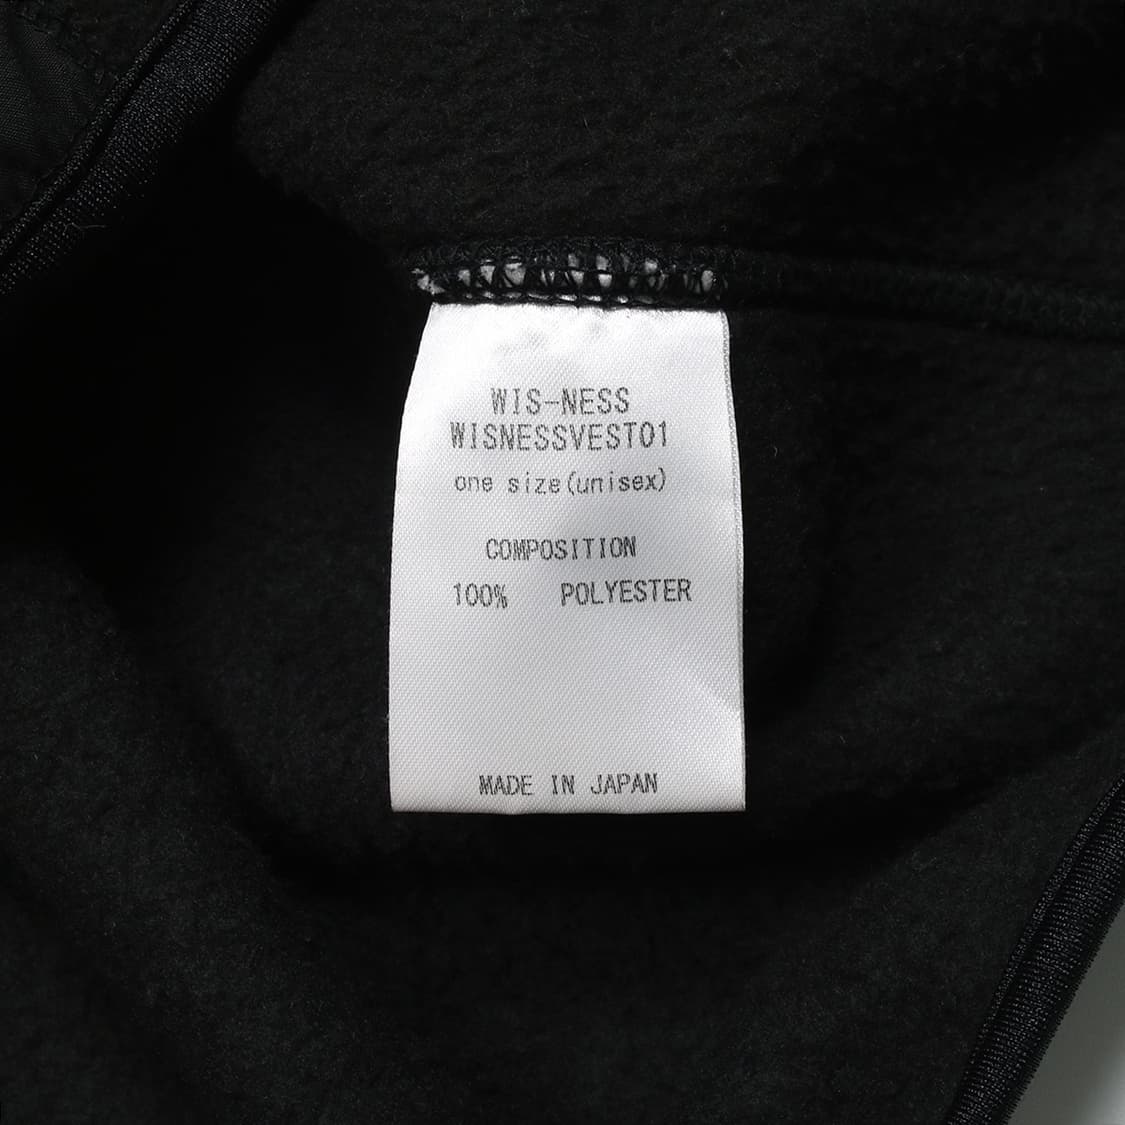 WIS-NESS
WISNESSVEST01
one size(unisex)
COMPOSITION
100% POLYESTER
MADE IN JAPAN